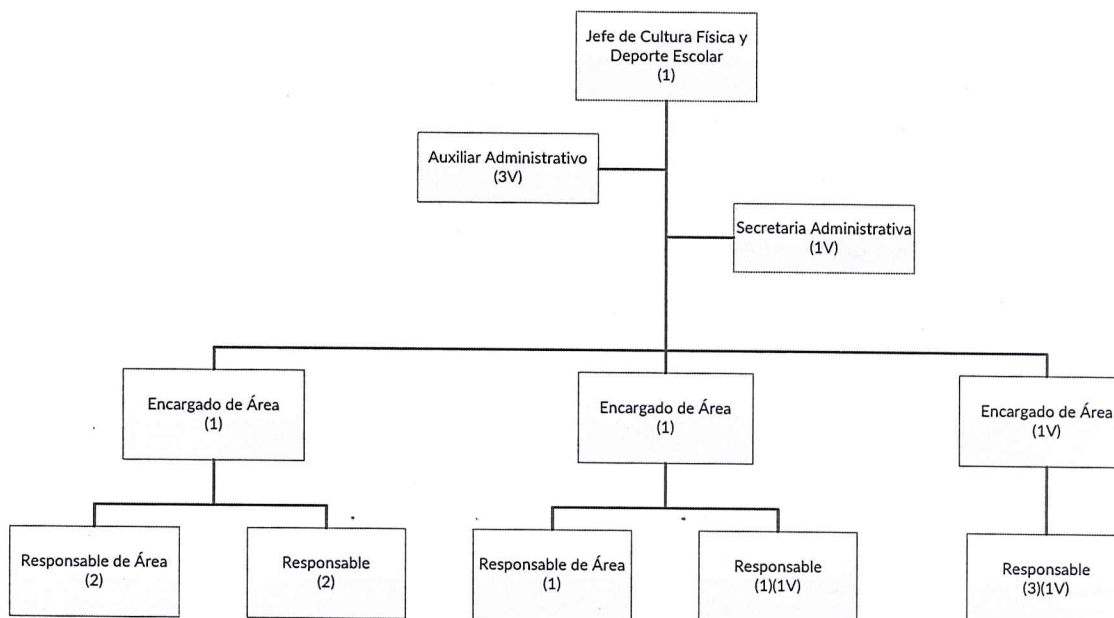 Jefe de Cultura Física y
Deporte Escolar
(1)
Auxiliar Administrativo
(3V)
Secretaria Administrativa
(1V)
Encargado de Área
(1)
Encargado de Área
(1)
Encargado de Área
(1V)
Responsable de Área
(2)
Responsable
(2)
Responsable de Área
(1)
Responsable
(1)(1V)
Responsable
(3)(1V)